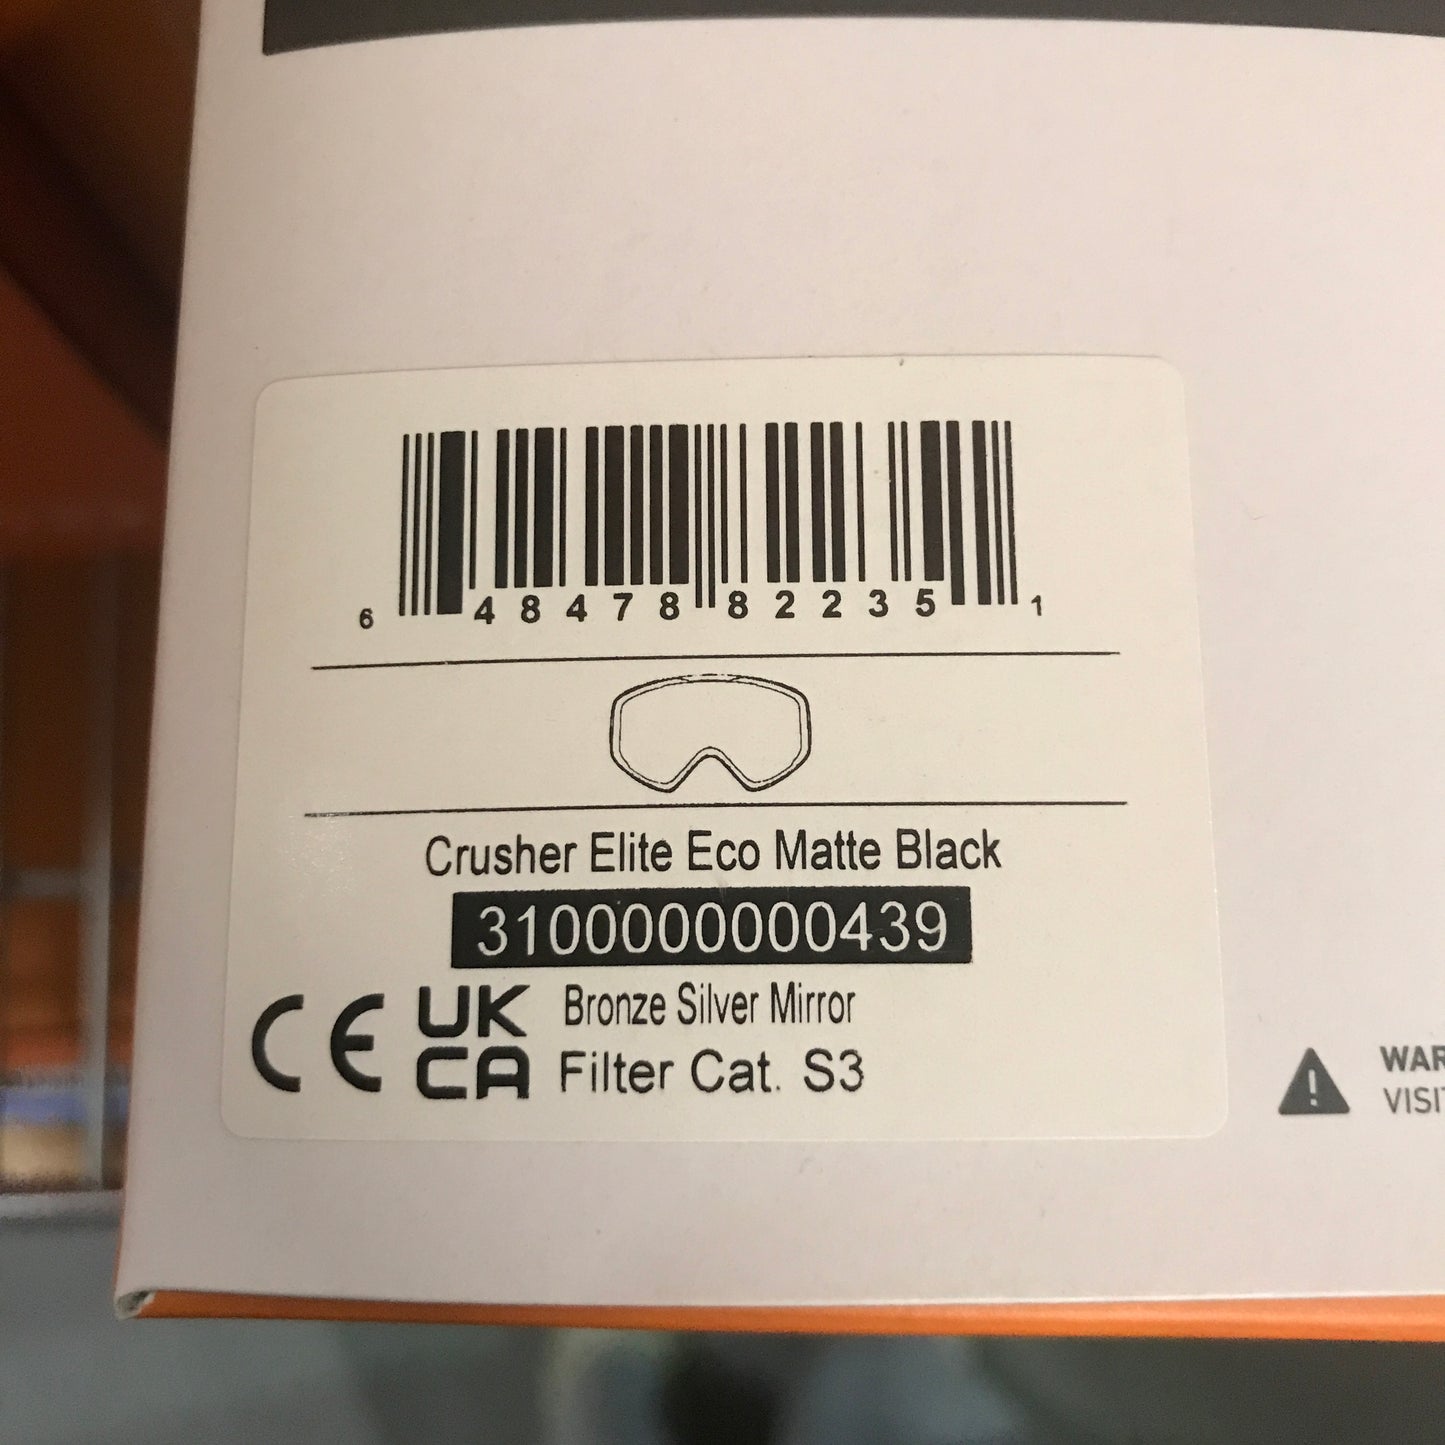 6 48478 82235 1
Crusher Elite Eco Matte Black
3100000000439
CE UK CA Bronze Silver Mirror
Filter Cat. S3
WAR
VISIT